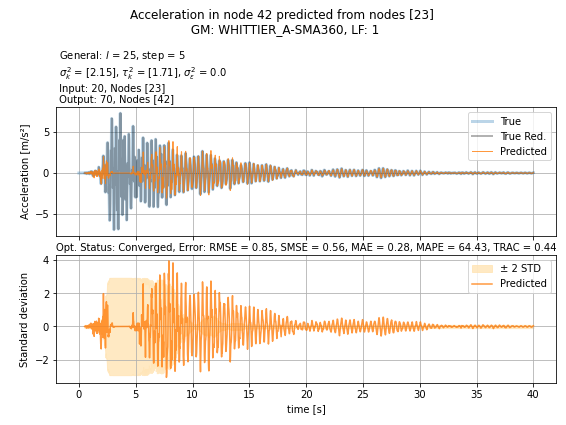 Acceleration in node 42 predicted from nodes [23]
GM: WHITTIER_A-SMA360, LF: 1
General: l = 25, step = 5
σ²ₖ = [2.15], τ²ₖ = [1.71], σ²ε = 0.0
Input: 20, Nodes [23]
Output: 70, Nodes [42]
Acceleration [m/s²]
5
0
−5
True
True Red.
Predicted
Opt. Status: Converged, Error: RMSE = 0.85, SMSE = 0.56, MAE = 0.28, MAPE = 64.43, TRAC = 0.44
Standard deviation
4
2
0
−2
± 2 STD
Predicted
0 5 10 15 20 25 30 35 40
time [s]